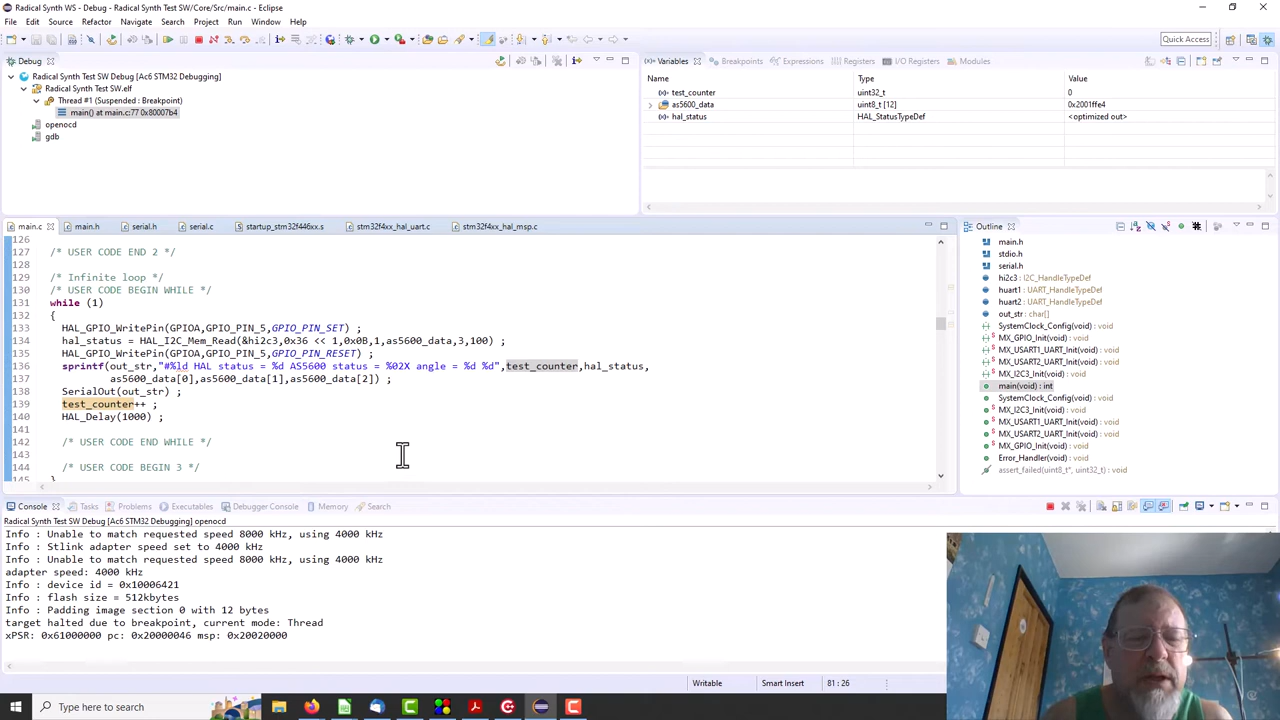 Radical Synth WS - Debug - Radical Synth Test SW/Core/Src/main.c - Eclipse
File Edit Source Refactor Navigate Search Project Run Window Help
Quick Access
Debug
Radical Synth Test SW Debug [Ac6 STM32 Debugging]
Radical Synth Test SW.elf
Thread #1 (Suspended : Breakpoint)
main() at main.c:77 0x80007b4
openocd
gdb
Variables Breakpoints Expressions Registers I/O Registers Modules
Name Type Value
test_counter uint32_t 0
as5600_data uint8_t [12] 0x2001ffe4
hal_status HAL_StatusTypeDef <optimized out>
main.c main.h serial.h serial.c startup_stm32f446xx.s stm32f4xx_hal_uart.c stm32f4xx_hal_msp.c
126
127 /* USER CODE END 2 */
128
129 /* Infinite loop */
130 /* USER CODE BEGIN WHILE */
131 while (1)
132 {
133 HAL_GPIO_WritePin(GPIOA,GPIO_PIN_5,GPIO_PIN_SET) ;
134 hal_status = HAL_I2C_Mem_Read(&hi2c3,0x36 << 1,0x0B,1,as5600_data,3,100) ;
135 HAL_GPIO_WritePin(GPIOA,GPIO_PIN_5,GPIO_PIN_RESET) ;
136 sprintf(out_str,"#%ld HAL status = %d AS5600 status = %02X angle = %d %d",test_counter,hal_status,
137 as5600_data[0],as5600_data[1],as5600_data[2]) ;
138 SerialOut(out_str) ;
139 test_counter++ ;
140 HAL_Delay(1000) ;
141
142 /* USER CODE END WHILE */
143
144 /* USER CODE BEGIN 3 */
145 }
Outline
main.h
stdio.h
serial.h
hi2c3 : I2C_HandleTypeDef
huart1 : UART_HandleTypeDef
huart2 : UART_HandleTypeDef
out_str : char[]
SystemClock_Config(void) : void
MX_GPIO_Init(void) : void
MX_USART1_UART_Init(void) : void
MX_USART2_UART_Init(void) : void
MX_I2C3_Init(void) : void
main(void) : int
SystemClock_Config(void) : void
MX_I2C3_Init(void) : void
MX_USART1_UART_Init(void) : void
MX_USART2_UART_Init(void) : void
MX_GPIO_Init(void) : void
Error_Handler(void) : void
assert_failed(uint8_t*, uint32_t) : void
Console Tasks Problems Executables Debugger Console Memory Search
Radical Synth Test SW Debug [Ac6 STM32 Debugging] openocd
Info : Unable to match requested speed 8000 kHz, using 4000 kHz
Info : Stlink adapter speed set to 4000 kHz
Info : Unable to match requested speed 8000 kHz, using 4000 kHz
adapter speed: 4000 kHz
Info : device id = 0x10006421
Info : flash size = 512kbytes
Info : Padding image section 0 with 12 bytes
target halted due to breakpoint, current mode: Thread
xPSR: 0x61000000 pc: 0x20000046 msp: 0x20020000
Writable Smart Insert 81 : 26
Type here to search